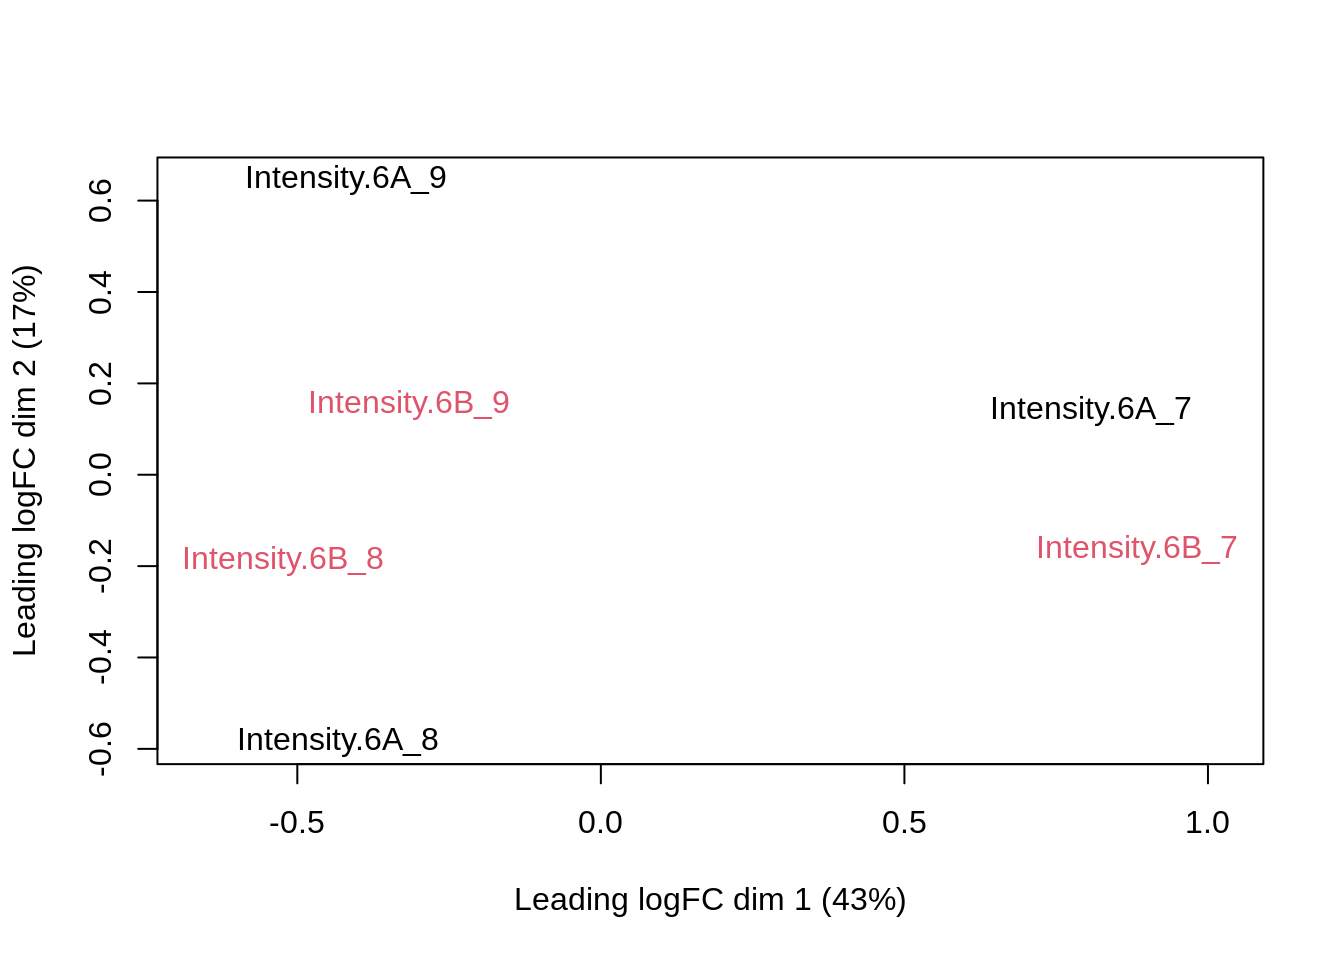 Intensity.6A_9
Intensity.6B_9
Intensity.6A_7
Intensity.6B_7
Intensity.6B_8
Intensity.6A_8
0.6
0.4
0.2
0.0
-0.2
-0.4
-0.6
Leading logFC dim 2 (17%)
-0.5
0.0
0.5
1.0
Leading logFC dim 1 (43%)